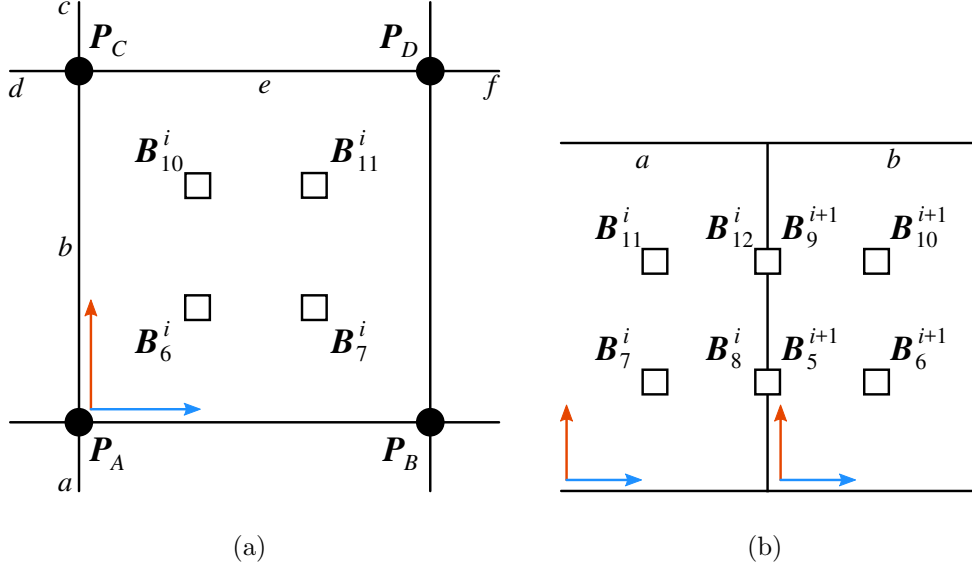 c
P_C P_D
d e f
B^i_10 B^i_11
b
B^i_6 B^i_7
P_A P_B
a
(a)
a b
B^i_11 B^i_12 B^{i+1}_9 B^{i+1}_10
B^i_7 B^i_8 B^{i+1}_5 B^{i+1}_6
(b)